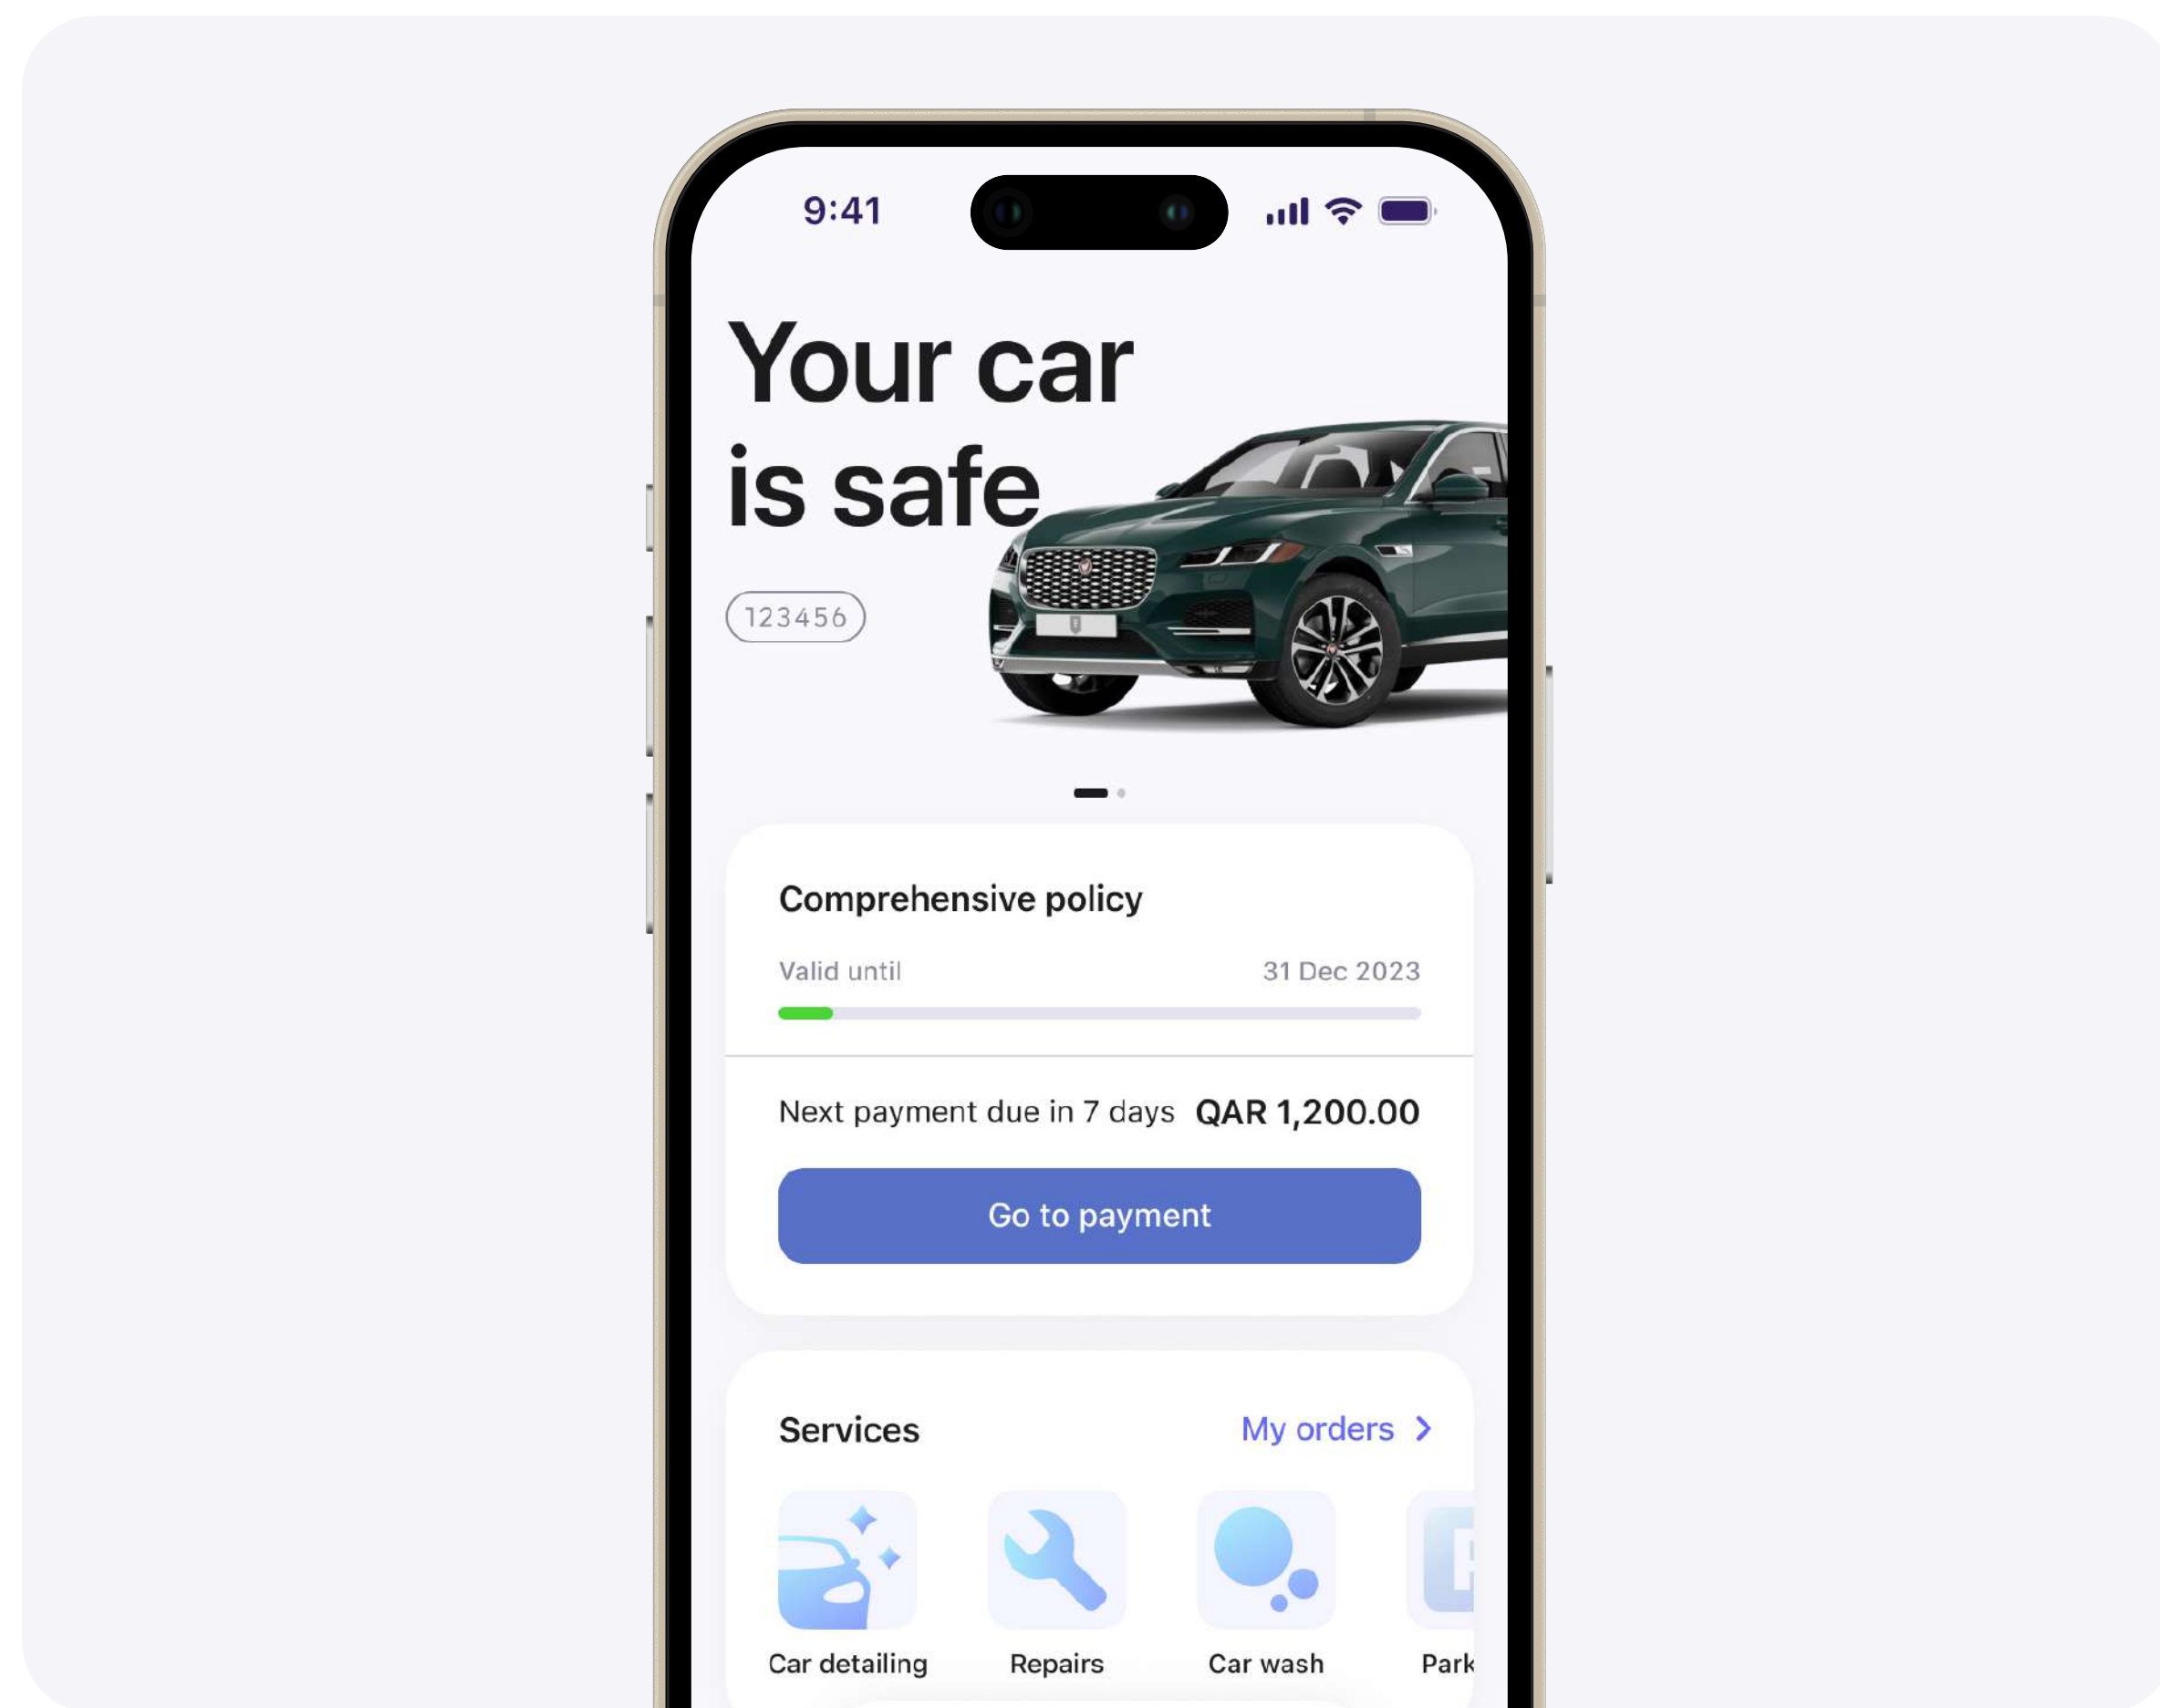 9:41
Your car
is safe
123456
Comprehensive policy
Valid until 31 Dec 2023
Next payment due in 7 days QAR 1,200.00
Go to payment
Services My orders
Car detailing Repairs Car wash Park